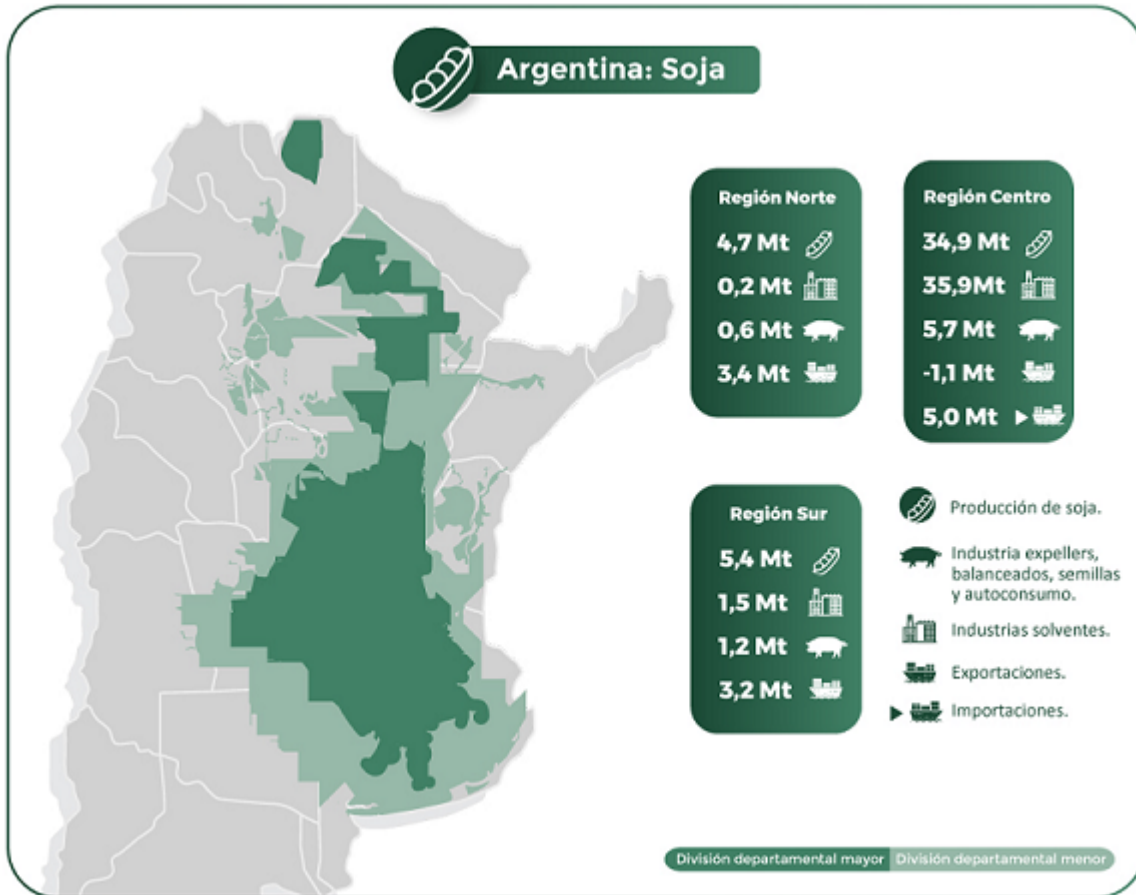 Argentina: Soja
Región Norte
4,7 Mt
0,2 Mt
0,6 Mt
3,4 Mt
Región Centro
34,9 Mt
35,9Mt
5,7 Mt
-1,1 Mt
5,0 Mt
Región Sur
5,4 Mt
1,5 Mt
1,2 Mt
3,2 Mt
Producción de soja.
Industria expellers,
balanceados, semillas
y autoconsumo.
Industrias solventes.
Exportaciones.
Importaciones.
División departamental mayor
División departamental menor